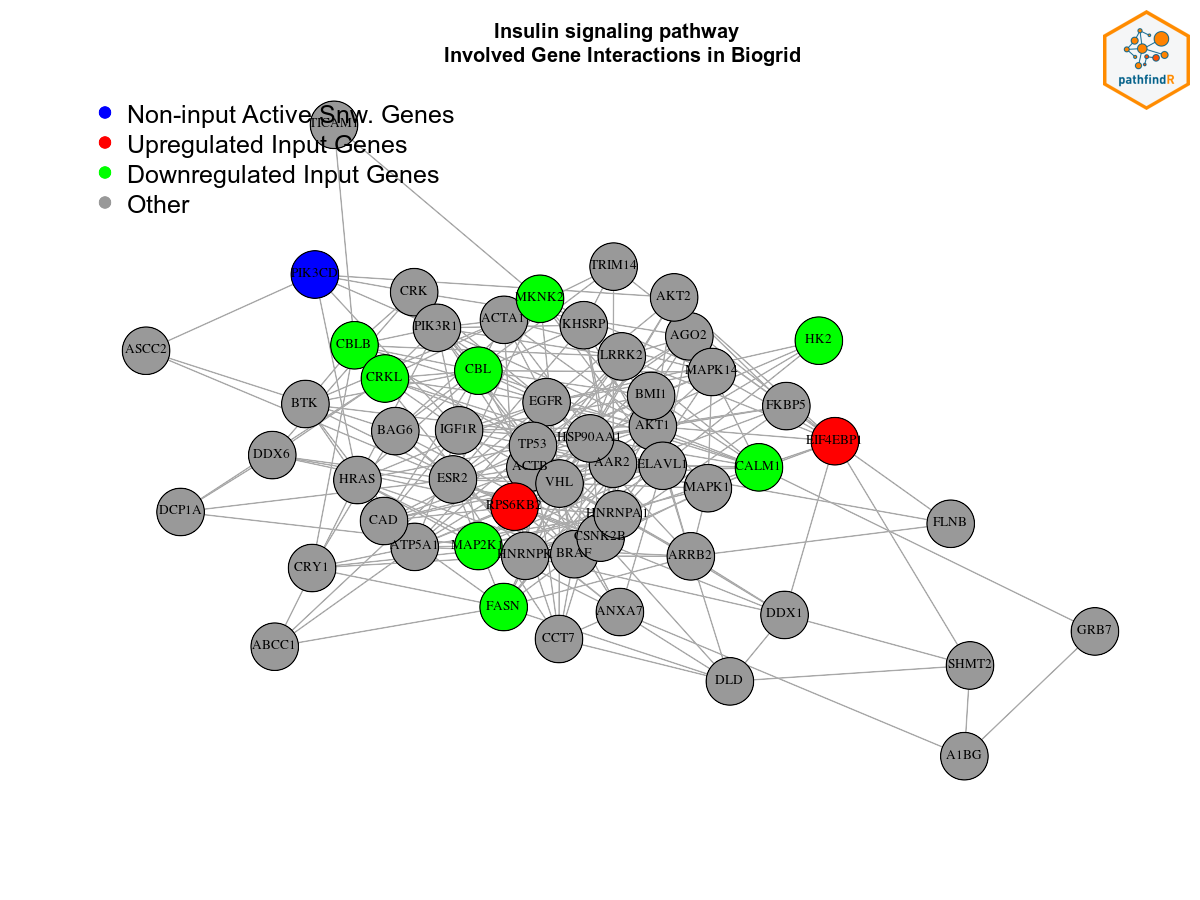 Insulin signaling pathway
Involved Gene Interactions in Biogrid
pathfindR
Non-input Active Snw. Genes
Upregulated Input Genes
Downregulated Input Genes
Other
TICAM1
PIK3CD
TRIM14
CRK
MKNK2
AKT2
ACTA1
KHSRP
PIK3R1
AGO2
HK2
CBLB
ASCC2
LRRK2
CBL
MAPK14
CRKL
BMI1
EGFR
BTK
FKBP5
AKT1
BAG6
IGF1R
HSP90AA1
EIF4EBP1
TP53
DDX6
AAR2
ELAVL1
ACTB
CALM1
HRAS
ESR2
VHL
MAPK1
RPS6KB2
DCP1A
HNRNPA1
CAD
FLNB
CSNK2B
ATP5A1
MAP2K1
BRAF
ARRB2
CRY1
FASN
ANXA7
DDX1
GRB7
CCT7
ABCC1
SHMT2
DLD
A1BG